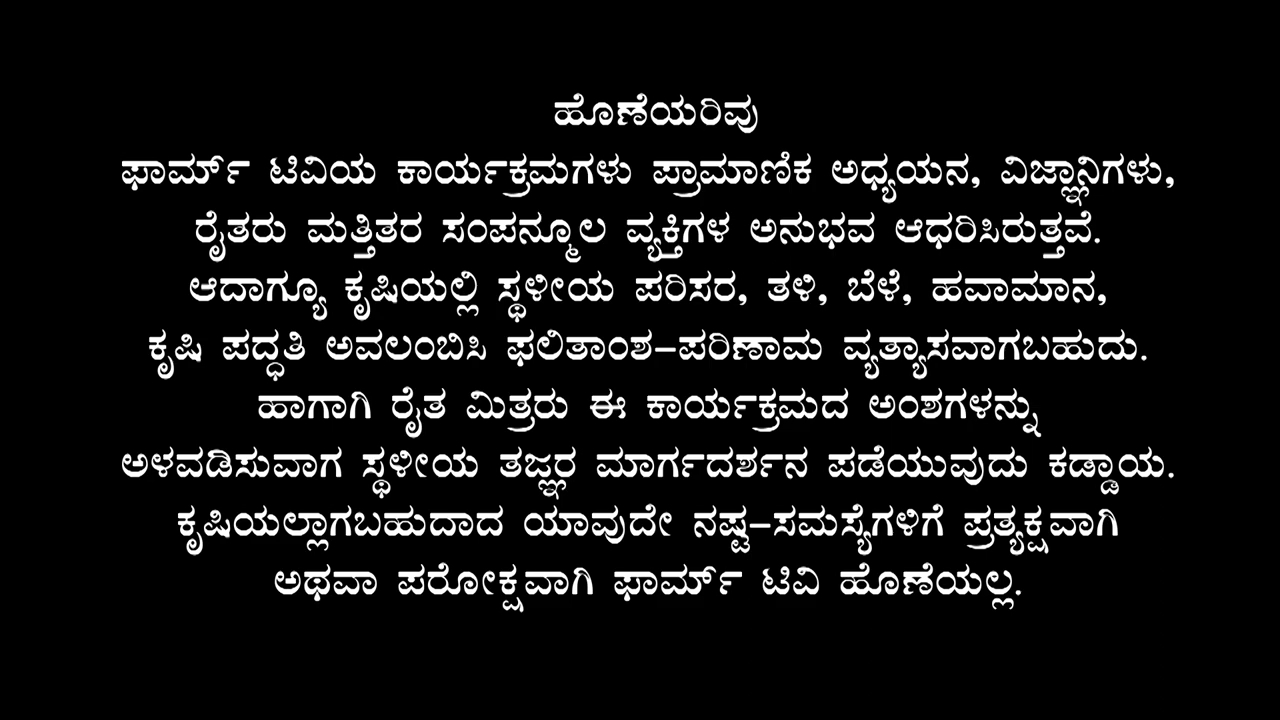 ಹೊಣೆಯರಿವು
ಫಾರ್ಮ್ ಟಿವಿಯ ಕಾರ್ಯಕ್ರಮಗಳು ಪ್ರಾಮಾಣಿಕ ಅಧ್ಯಯನ, ವಿಜ್ಞಾನಿಗಳು,
ರೈತರು ಮತ್ತಿತರ ಸಂಪನ್ಮೂಲ ವ್ಯಕ್ತಿಗಳ ಅನುಭವ ಆಧರಿಸಿರುತ್ತವೆ.
ಆದಾಗ್ಯೂ ಕೃಷಿಯಲ್ಲಿ ಸ್ಥಳೀಯ ಪರಿಸರ, ತಳಿ, ಬೆಳೆ, ಹವಾಮಾನ,
ಕೃಷಿ ಪದ್ಧತಿ ಅವಲಂಬಿಸಿ ಫಲಿತಾಂಶ-ಪರಿಣಾಮ ವ್ಯತ್ಯಾಸವಾಗಬಹುದು.
ಹಾಗಾಗಿ ರೈತ ಮಿತ್ರರು ಈ ಕಾರ್ಯಕ್ರಮದ ಅಂಶಗಳನ್ನು
ಅಳವಡಿಸುವಾಗ ಸ್ಥಳೀಯ ತಜ್ಞರ ಮಾರ್ಗದರ್ಶನ ಪಡೆಯುವುದು ಕಡ್ಡಾಯ.
ಕೃಷಿಯಲ್ಲಾಗಬಹುದಾದ ಯಾವುದೇ ನಷ್ಟ-ಸಮಸ್ಯೆಗಳಿಗೆ ಪ್ರತ್ಯಕ್ಷವಾಗಿ
ಅಥವಾ ಪರೋಕ್ಷವಾಗಿ ಫಾರ್ಮ್ ಟಿವಿ ಹೊಣೆಯಲ್ಲ.